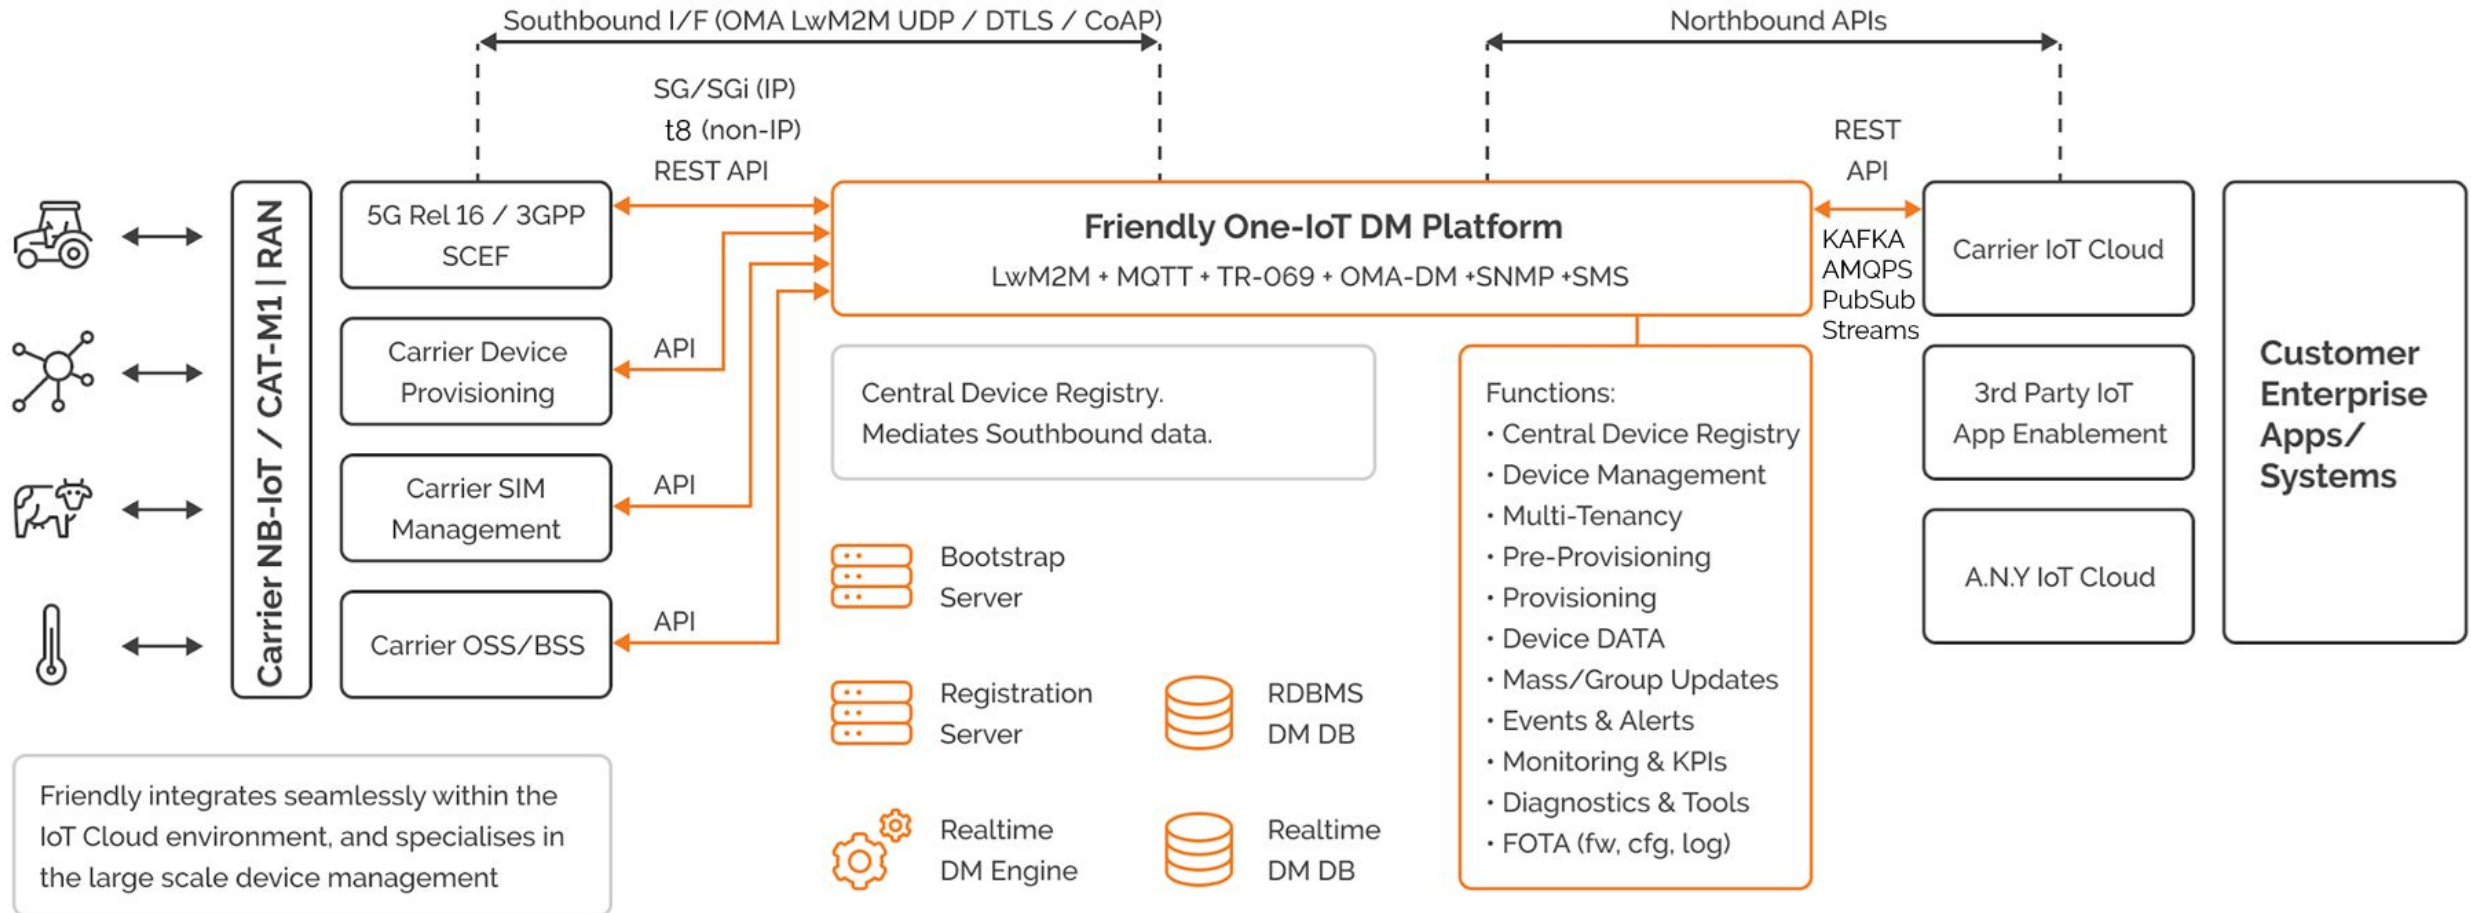 Southbound I/F (OMA LwM2M UDP / DTLS / CoAP)
Northbound APIs
SG/SGi (IP)
t8 (non-IP)
REST API
REST
API
Carrier NB-IoT / CAT-M1 | RAN
5G Rel 16 / 3GPP
SCEF
Carrier Device
Provisioning
Carrier SIM
Management
Carrier OSS/BSS
API
API
API
Friendly One-IoT DM Platform
LwM2M + MQTT + TR-069 + OMA-DM +SNMP +SMS
KAFKA
AMQPS
PubSub
Streams
Central Device Registry.
Mediates Southbound data.
Bootstrap
Server
Registration
Server
Realtime
DM Engine
RDBMS
DM DB
Realtime
DM DB
Functions:
• Central Device Registry
• Device Management
• Multi-Tenancy
• Pre-Provisioning
• Provisioning
• Device DATA
• Mass/Group Updates
• Events & Alerts
• Monitoring & KPIs
• Diagnostics & Tools
• FOTA (fw, cfg, log)
Carrier IoT Cloud
3rd Party IoT
App Enablement
A.N.Y IoT Cloud
Customer
Enterprise
Apps/
Systems
Friendly integrates seamlessly within the
IoT Cloud environment, and specialises in
the large scale device management